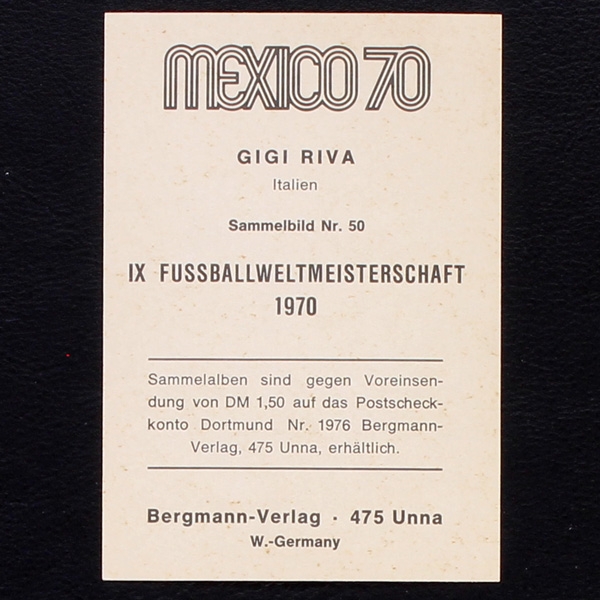 MEXICO 70
GIGI RIVA
Italien
Sammelbild Nr. 50
IX FUSSBALLWELTMEISTERSCHAFT
1970
Sammelalben sind gegen Voreinsen-
dung von DM 1,50 auf das Postscheck-
konto Dortmund Nr. 1976 Bergmann-
Verlag, 475 Unna, erhältlich.
Bergmann-Verlag · 475 Unna
W.-Germany